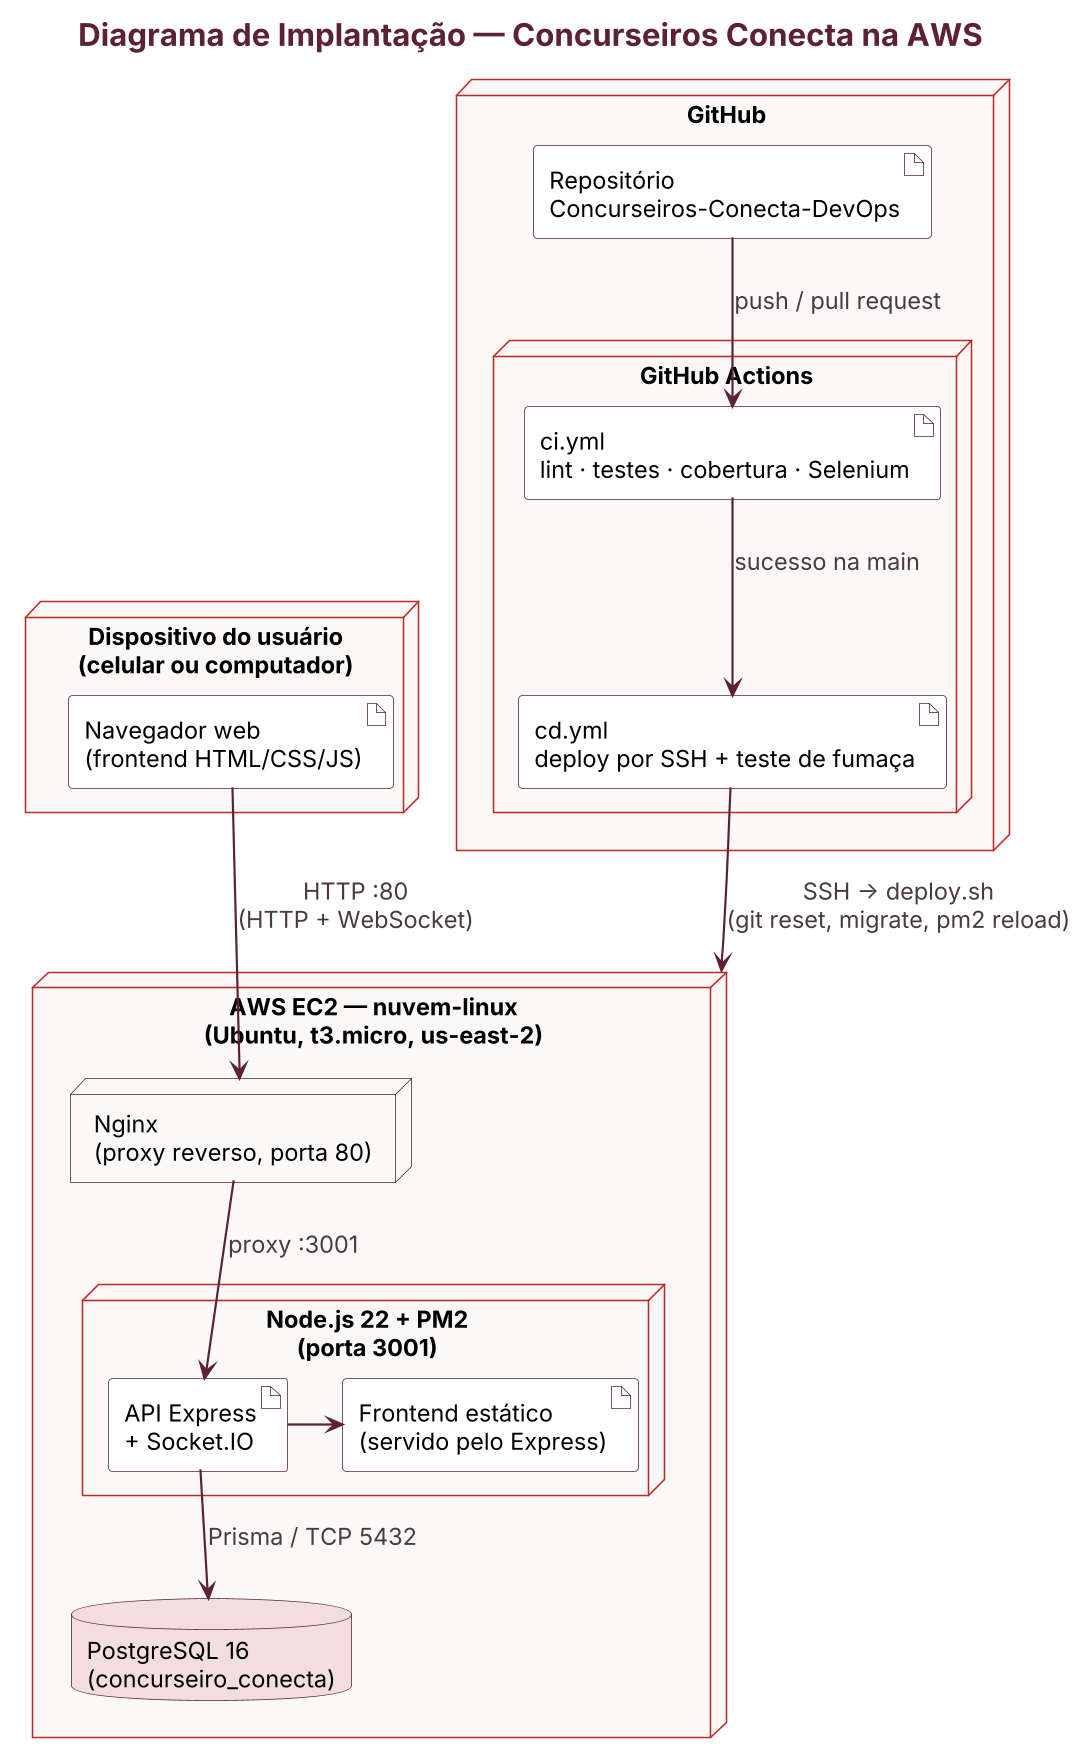 Diagrama de Implantação — Concurseiros Conecta na AWS
GitHub
Repositório
Concurseiros-Conecta-DevOps
push / pull request
GitHub Actions
ci.yml
lint · testes · cobertura · Selenium
sucesso na main
cd.yml
deploy por SSH + teste de fumaça
Dispositivo do usuário
(celular ou computador)
Navegador web
(frontend HTML/CSS/JS)
HTTP :80
(HTTP + WebSocket)
SSH → deploy.sh
(git reset, migrate, pm2 reload)
AWS EC2 — nuvem-linux
(Ubuntu, t3.micro, us-east-2)
Nginx
(proxy reverso, porta 80)
proxy :3001
Node.js 22 + PM2
(porta 3001)
API Express
+ Socket.IO
Frontend estático
(servido pelo Express)
Prisma / TCP 5432
PostgreSQL 16
(concurseiro_conecta)